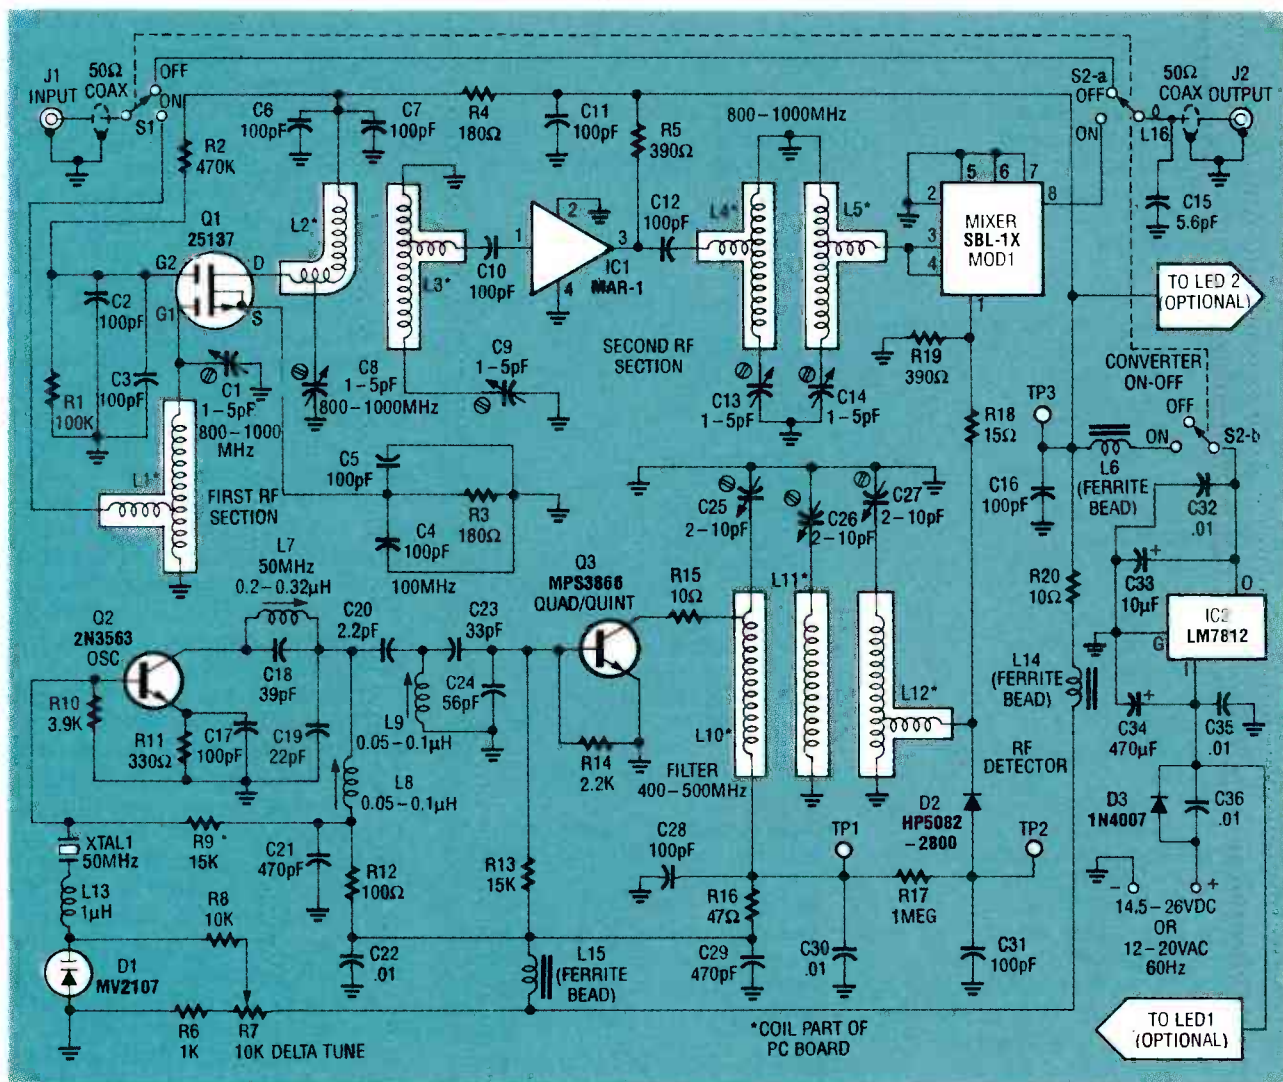 J1
INPUT
50Ω
COAX
OFF
ON
S1
C6
100pF
C7
100pF
R4
180Ω
C11
100pF
R5
390Ω
800–1000MHz
S2-a
OFF
ON
50Ω
COAX
J2
OUTPUT
L16
C15
5.6pF
R2
470K
Q1
25137
G2
D
G1
S
L2*
L3*
C10
100pF
1
2
3
4
IC1
MAR-1
C12
100pF
L4*
L5*
5
6
7
2
8
3
4
1
MIXER
SBL-1X
MOD1
TO LED 2
(OPTIONAL)
C2
100pF
C3
100pF
R1
100K
C1
1–5pF
800–1000
MHz
C8
1–5pF
800–1000MHz
C9
1–5pF
SECOND RF
SECTION
C13
1–5pF
C14
1–5pF
R19
390Ω
CONVERTER
ON-OFF
OFF
ON
S2-b
TP3
R18
15Ω
L6
(FERRITE
BEAD)
C16
100pF
C32
.01
L1*
FIRST RF
SECTION
C5
100pF
R3
180Ω
C4
100pF
100MHz
C25
2–10pF
C26
2–10pF
C27
2–10pF
C33
10µF
O
IC2
LM7812
G
I
R20
10Ω
L7
50MHz
0.2–0.32µH
Q2
2N3563
OSC
C18
39pF
C20
2.2pF
C23
33pF
Q3
MPS3866
QUAD/QUINT
R15
10Ω
L11*
L10*
L12*
L14
(FERRITE
BEAD)
R10
3.9K
R11
330Ω
C17
100pF
C19
22pF
L9
0.05–0.1µH
C24
56pF
R14
2.2K
FILTER
400–500MHz
RF
DETECTOR
C34
470µF
C35
.01
L8
0.05–0.1µH
XTAL1
50MHz
R9
15K
C21
470pF
R12
100Ω
R13
15K
C28
100pF
TP1
D2
HP5082
-2800
TP2
D3
1N4007
C36
.01
L13
1µH
R8
10K
R16
47Ω
R17
1MEG
-
+
14.5–26VDC
OR
12–20VAC
60Hz
D1
MV2107
C22
.01
L15
(FERRITE
BEAD)
C29
470pF
C30
.01
C31
100pF
R6
1K
R7
10K DELTA TUNE
*COIL PART OF
PC BOARD
TO LED1
(OPTIONAL)